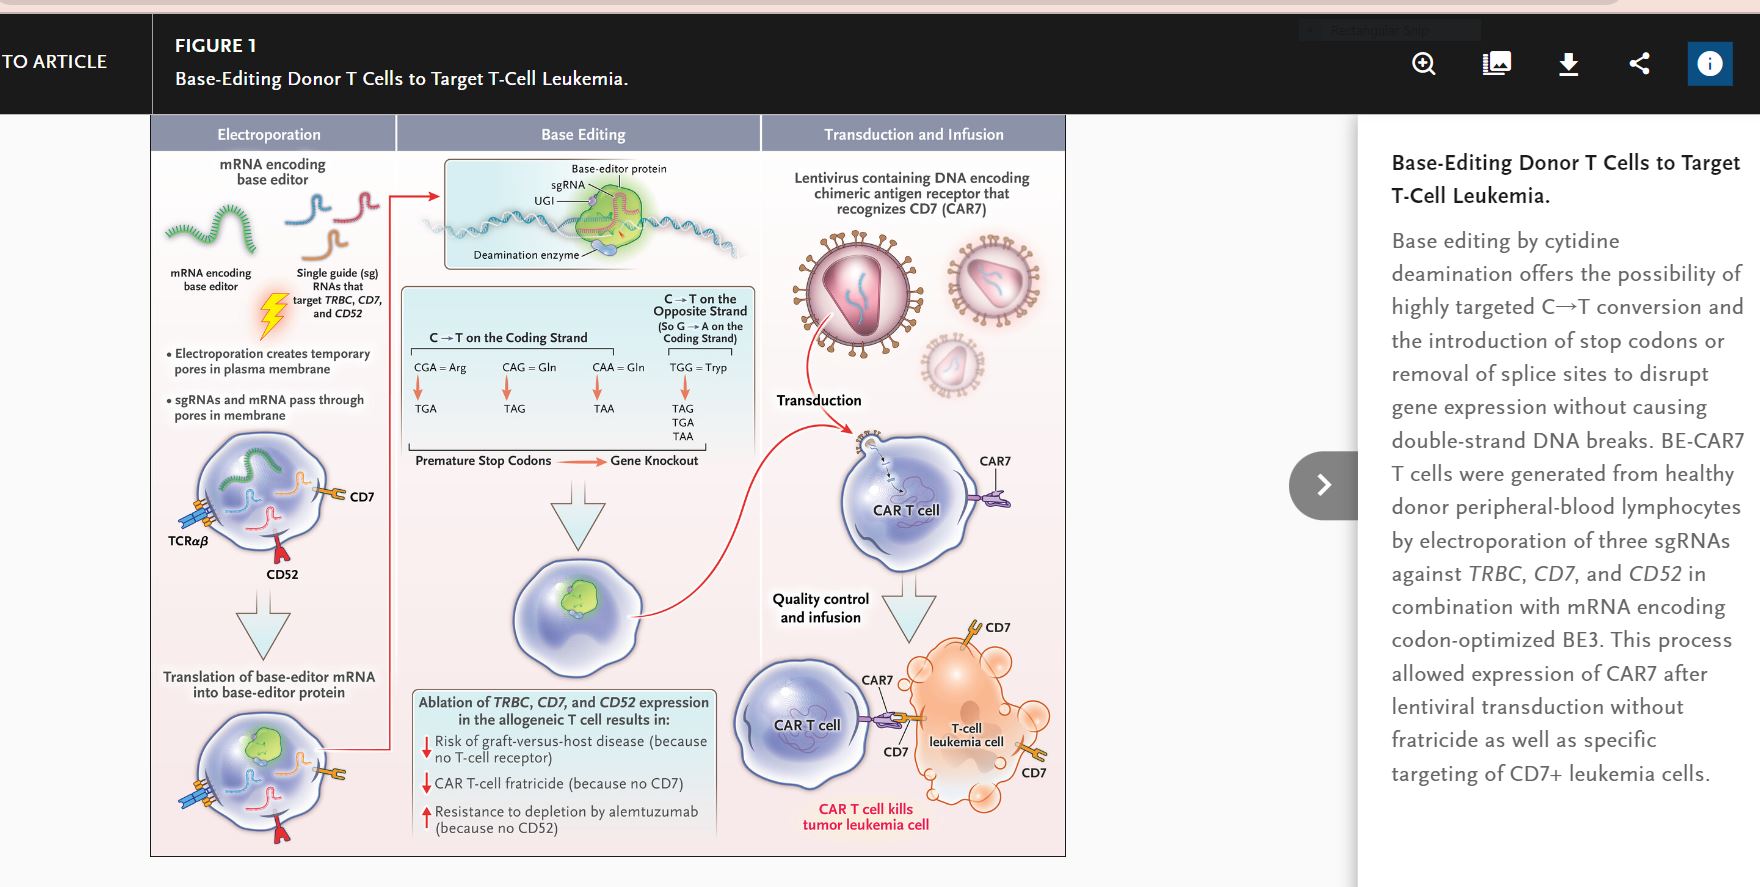 Rectangular Snip
TO ARTICLE
FIGURE 1
Base-Editing Donor T Cells to Target T-Cell Leukemia.
Electroporation
mRNA encoding
base editor
mRNA encoding
base editor
Single guide (sg)
RNAs that
target TRBC, CD7,
and CD52
• Electroporation creates temporary
pores in plasma membrane
• sgRNAs and mRNA pass through
pores in membrane
CD7
TCRαβ
CD52
Translation of base-editor mRNA
into base-editor protein
Base Editing
Base-editor protein
sgRNA
UGI
Deamination enzyme
C→T on the Coding Strand
C→T on the
Opposite Strand
(So G→A on the
Coding Strand)
CGA = Arg
CAG = Gln
CAA = Gln
TGG = Tryp
TGA
TAG
TAA
TAG
TGA
TAA
Premature Stop Codons → Gene Knockout
Ablation of TRBC, CD7, and CD52 expression
in the allogeneic T cell results in:
↓ Risk of graft-versus-host disease (because
no T-cell receptor)
↓ CAR T-cell fratricide (because no CD7)
↑ Resistance to depletion by alemtuzumab
(because no CD52)
Transduction and Infusion
Lentivirus containing DNA encoding
chimeric antigen receptor that
recognizes CD7 (CAR7)
Transduction
CAR7
CAR T cell
Quality control
and infusion
CD7
CAR7
CAR T cell
T-cell
leukemia cell
CD7
CD7
CAR T cell kills
tumor leukemia cell
Base-Editing Donor T Cells to Target
T-Cell Leukemia.
Base editing by cytidine
deamination offers the possibility of
highly targeted C→T conversion and
the introduction of stop codons or
removal of splice sites to disrupt
gene expression without causing
double-strand DNA breaks. BE-CAR7
T cells were generated from healthy
donor peripheral-blood lymphocytes
by electroporation of three sgRNAs
against TRBC, CD7, and CD52 in
combination with mRNA encoding
codon-optimized BE3. This process
allowed expression of CAR7 after
lentiviral transduction without
fratricide as well as specific
targeting of CD7+ leukemia cells.